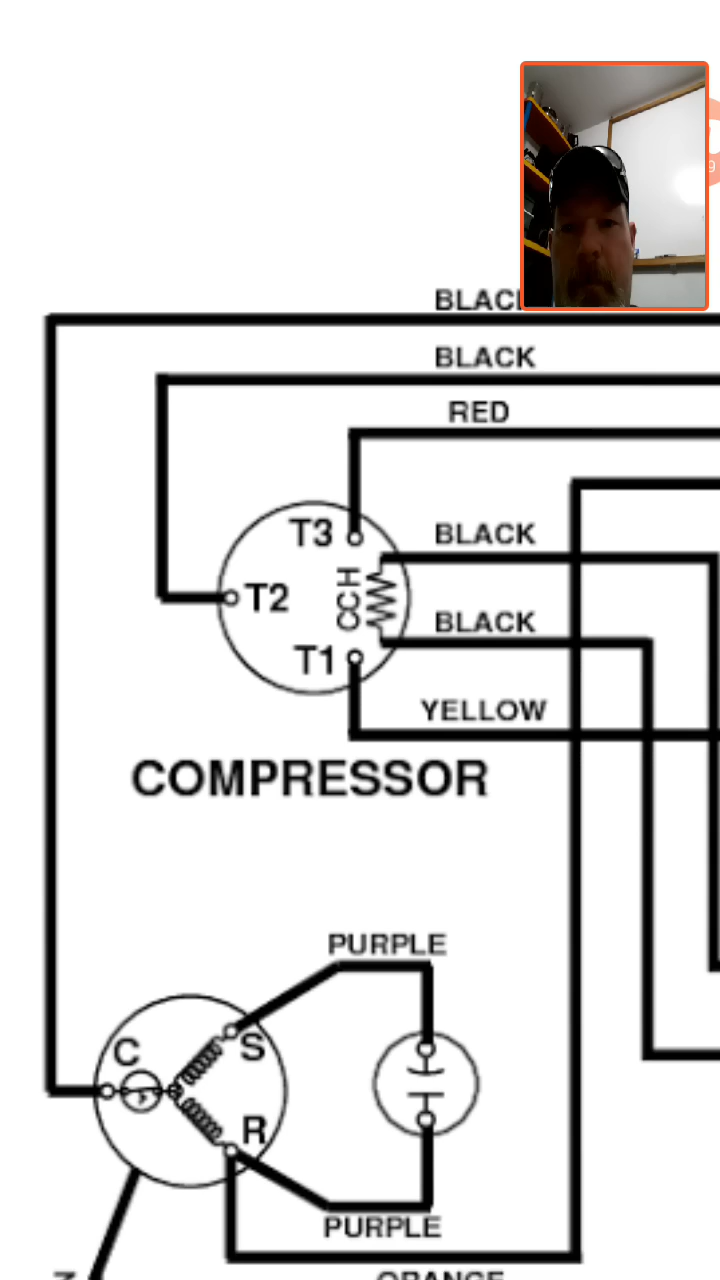 BLACK
BLACK
RED
T3
BLACK
T2
CCH
BLACK
T1
YELLOW
COMPRESSOR
PURPLE
C
S
R
PURPLE
ORANGE